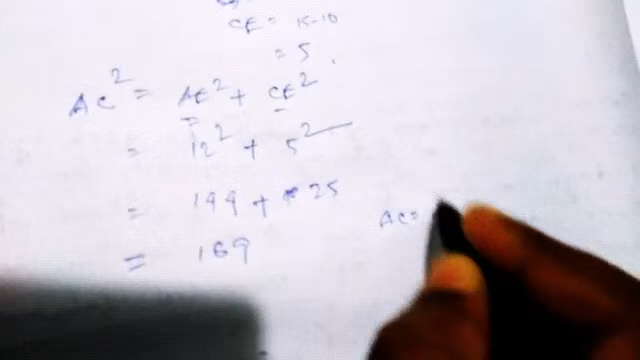 CE = 15-10
= 5.
AC² = AE² + CE²
= 12² + 5²
= 144 + 25
= 169
AC =